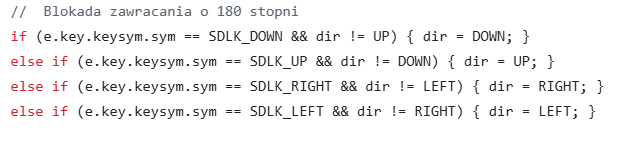 //  Blokada zawracania o 180 stopni
if (e.key.keysym.sym == SDLK_DOWN && dir != UP) { dir = DOWN; }
else if (e.key.keysym.sym == SDLK_UP && dir != DOWN) { dir = UP; }
else if (e.key.keysym.sym == SDLK_RIGHT && dir != LEFT) { dir = RIGHT; }
else if (e.key.keysym.sym == SDLK_LEFT && dir != RIGHT) { dir = LEFT; }